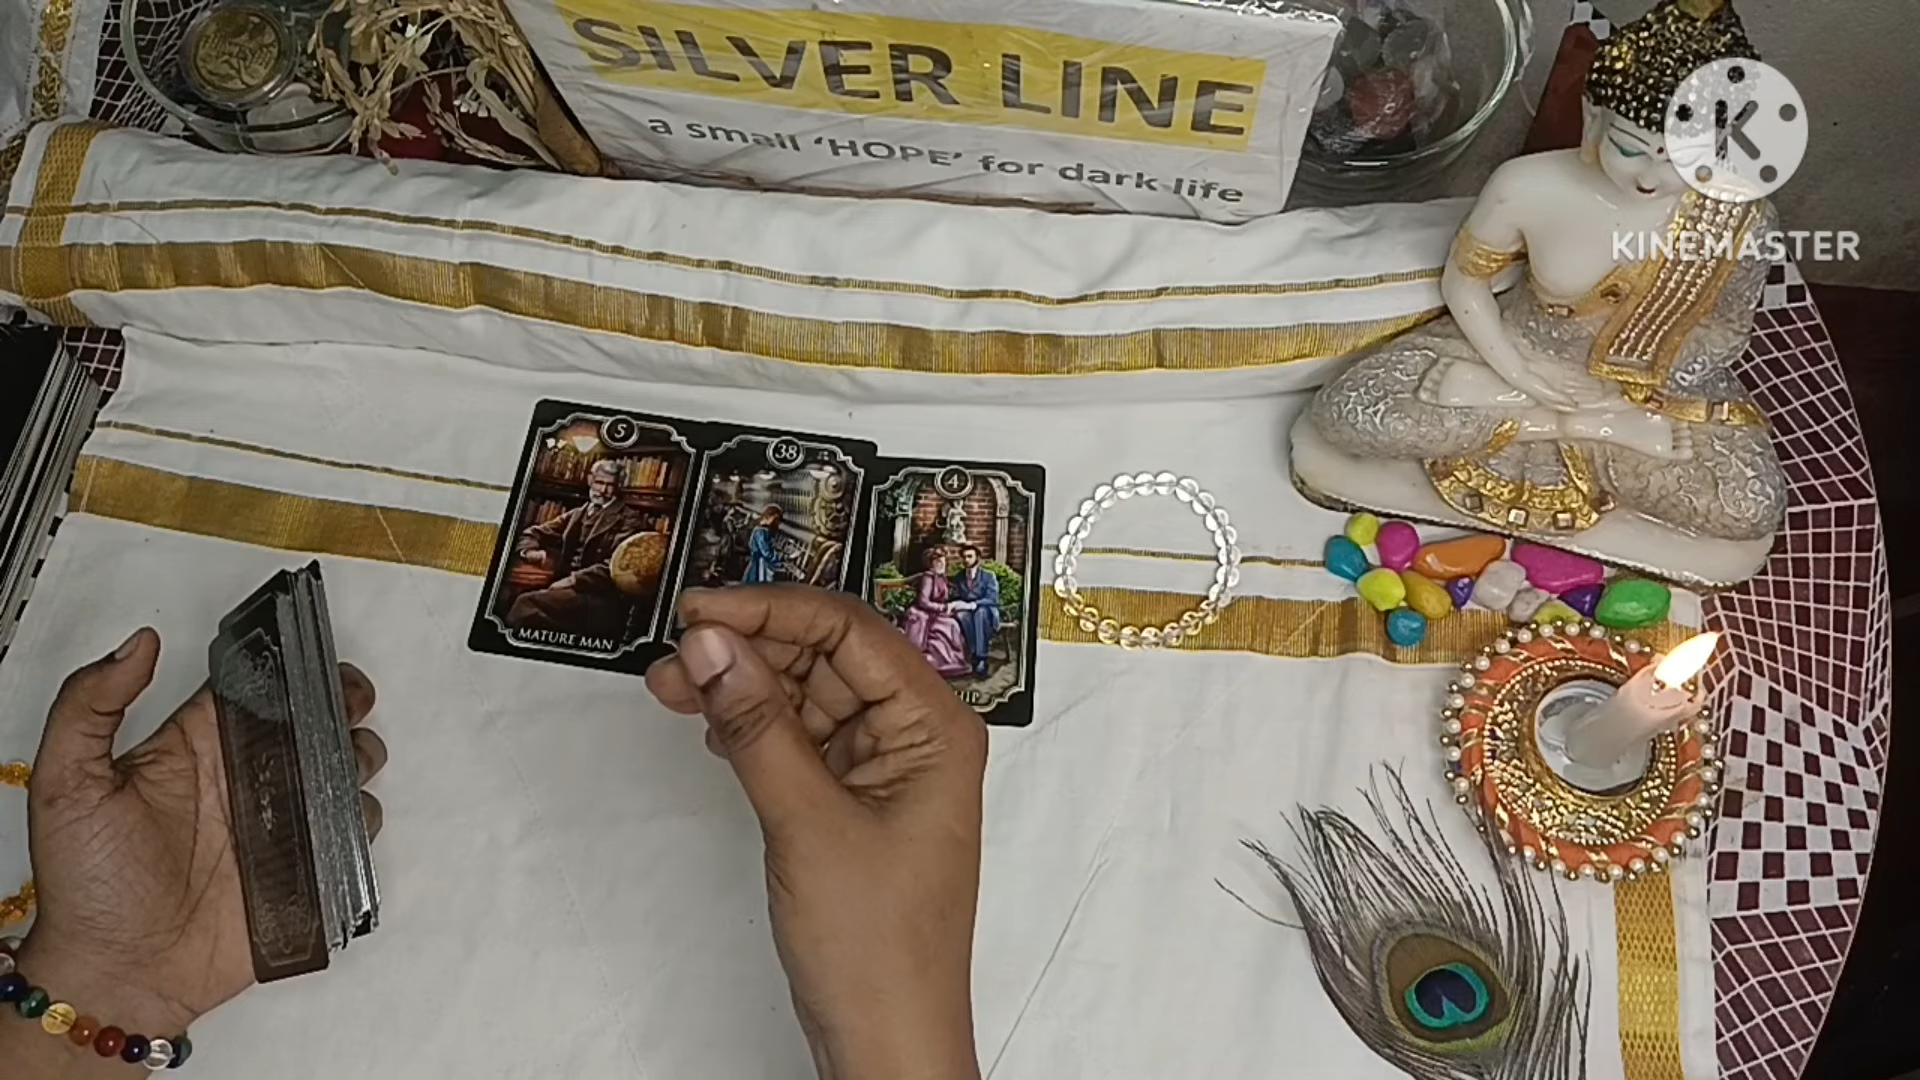 SILVER LINE
a small ‘HOPE’ for dark life
K
KINEMASTER
5
38
4
MATURE MAN